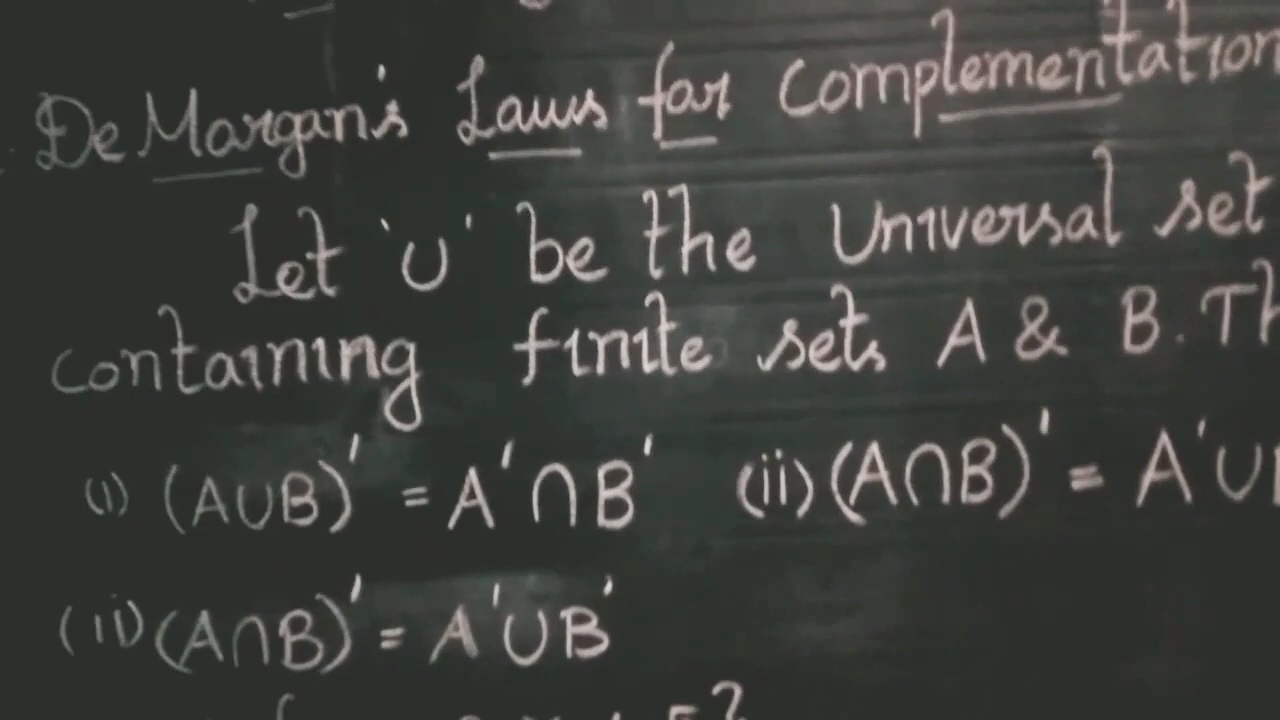 De Morgan's Laws for Complementation
Let 'U' be the Universal set
containing finite sets A & B. Th
(i) (A∪B)' = A'∩B' (ii) (A∩B)' = A'∪B
(ii) (A∩B)' = A'∪B'